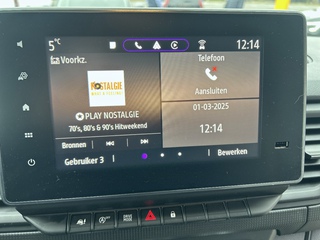 5°C
12:14
Voorkz.
Telefoon
NOSTALGIE
Aansluiten
PLAY NOSTALGIE
70's, 80's & 90's Hitweekend
01-03-2025
12:14
Bronnen
Gebruiker 3
Bewerken